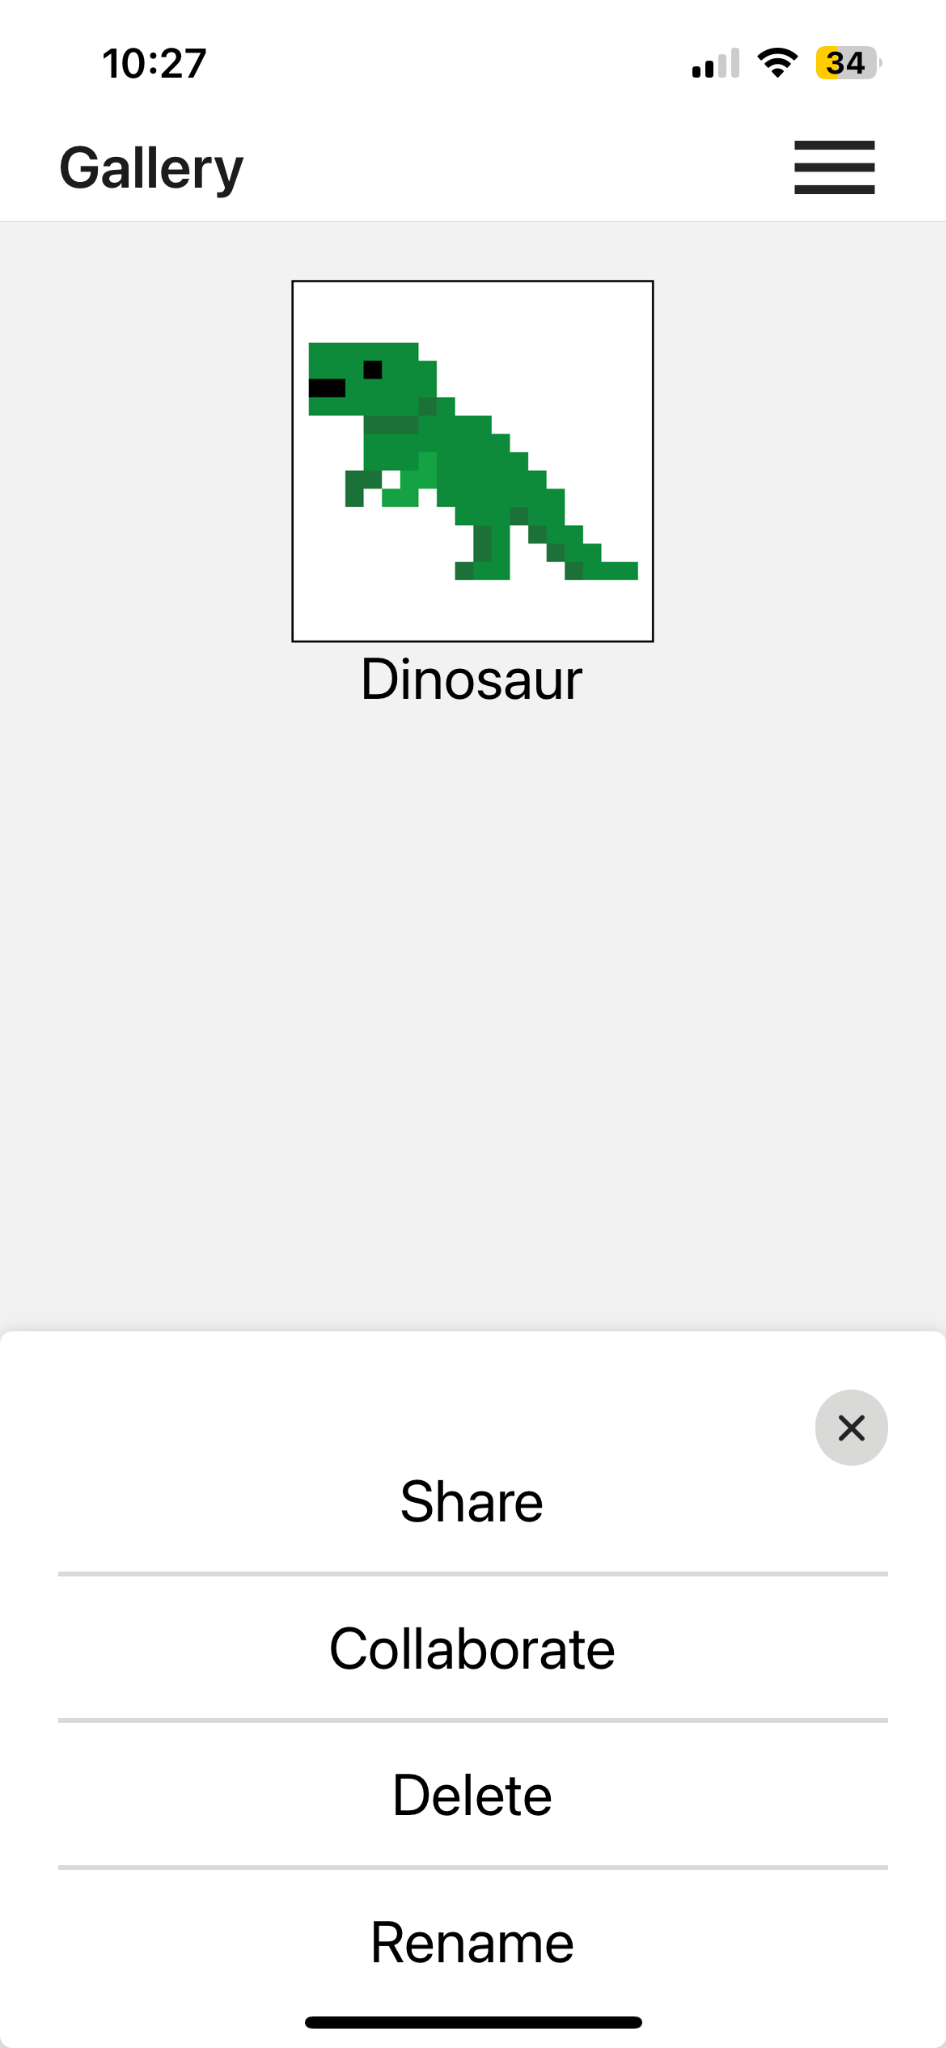 10:27
34
Gallery
Dinosaur
Share
Collaborate
Delete
Rename